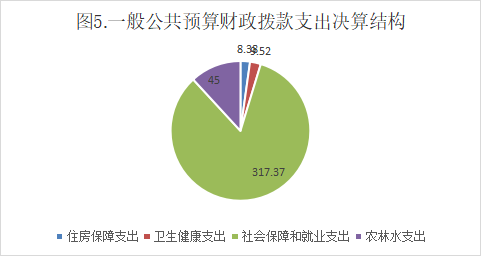 图5.一般公共预算财政拨款支出决算结构
8.38
9.52
45
317.37
住房保障支出 卫生健康支出 社会保障和就业支出 农林水支出